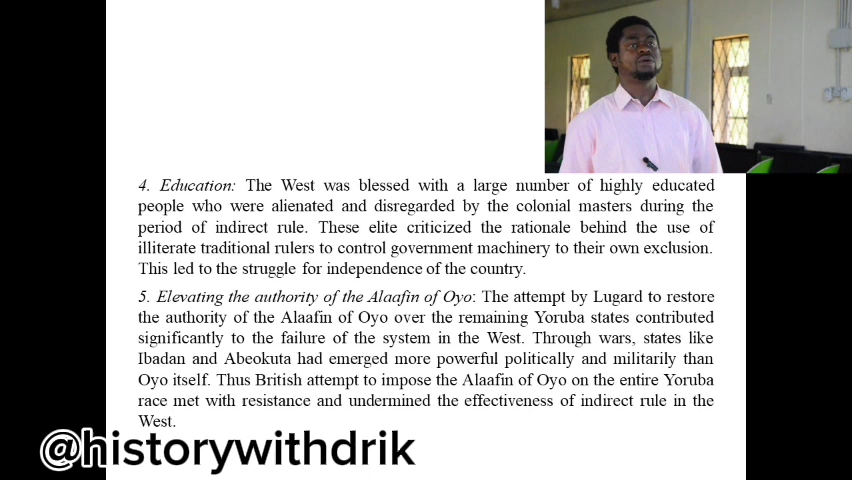 4. Education: The West was blessed with a large number of highly educated
people who were alienated and disregarded by the colonial masters during the
period of indirect rule. These elite criticized the rationale behind the use of
illiterate traditional rulers to control government machinery to their own exclusion.
This led to the struggle for independence of the country.
5. Elevating the authority of the Alaafin of Oyo: The attempt by Lugard to restore
the authority of the Alaafin of Oyo over the remaining Yoruba states contributed
significantly to the failure of the system in the West. Through wars, states like
Ibadan and Abeokuta had emerged more powerful politically and militarily than
Oyo itself. Thus British attempt to impose the Alaafin of Oyo on the entire Yoruba
race met with resistance and undermined the effectiveness of indirect rule in the
West.
@historywithdrik